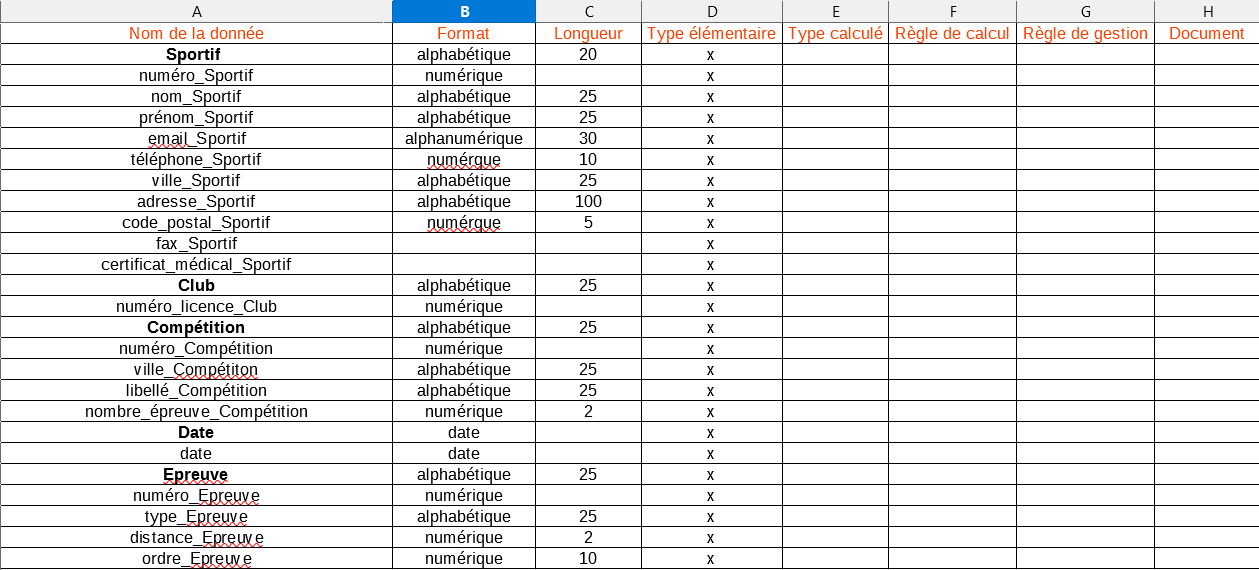 A B C D E F G H
Nom de la donnée Format Longueur Type élémentaire Type calculé Règle de calcul Règle de gestion Document
Sportif alphabétique 20 x
numéro_Sportif numérique x
nom_Sportif alphabétique 25 x
prénom_Sportif alphabétique 25 x
email_Sportif alphanumérique 30 x
téléphone_Sportif numérque 10 x
ville_Sportif alphabétique 25 x
adresse_Sportif alphabétique 100 x
code_postal_Sportif numérque 5 x
fax_Sportif x
certificat_médical_Sportif x
Club alphabétique 25 x
numéro_licence_Club numérique x
Compétition alphabétique 25 x
numéro_Compétition numérique x
ville_Compétiton alphabétique 25 x
libellé_Compétition alphabétique 25 x
nombre_épreuve_Compétition numérique 2 x
Date date x
date date x
Epreuve alphabétique 25 x
numéro_Epreuve numérique x
type_Epreuve alphabétique 25 x
distance_Epreuve numérique 2 x
ordre_Epreuve numérique 10 x